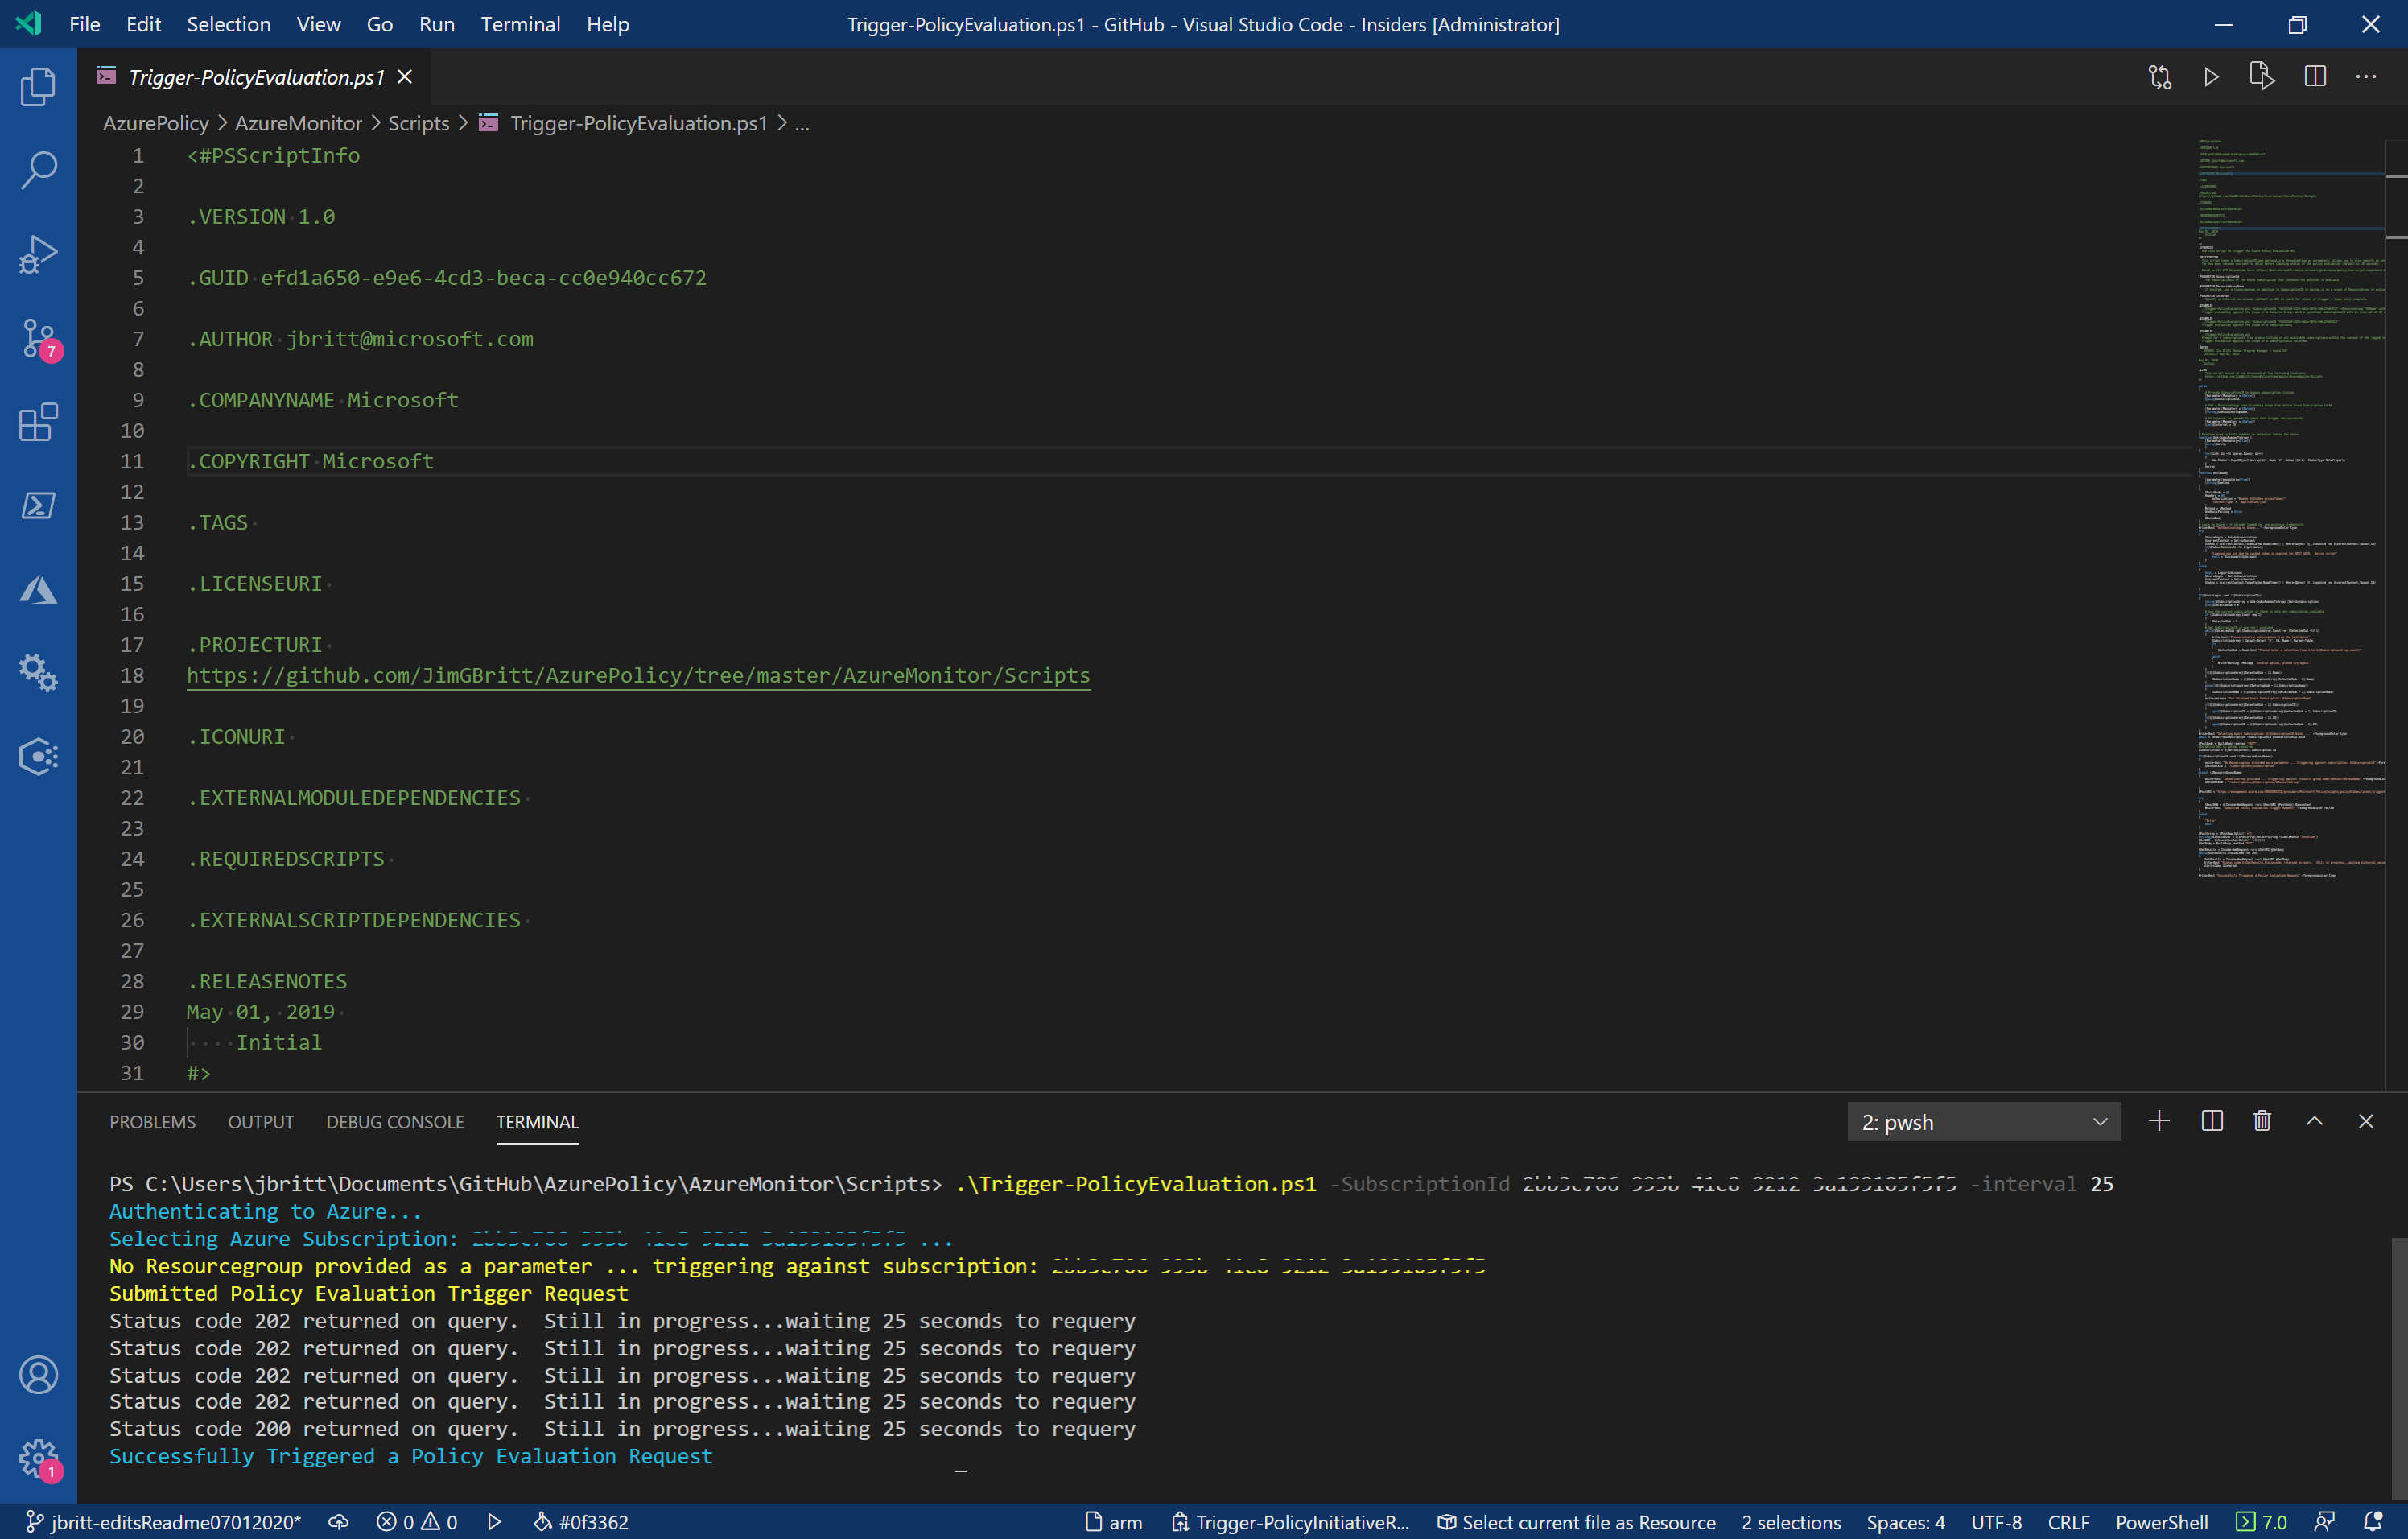 File Edit Selection View Go Run Terminal Help
Trigger-PolicyEvaluation.ps1 - GitHub - Visual Studio Code - Insiders [Administrator]
Trigger-PolicyEvaluation.ps1
AzurePolicy > AzureMonitor > Scripts > Trigger-PolicyEvaluation.ps1 > ...
1 <#PSScriptInfo
2
3 .VERSION 1.0
4
5 .GUID efd1a650-e9e6-4cd3-beca-cc0e940cc672
6
7 .AUTHOR jbritt@microsoft.com
8
9 .COMPANYNAME Microsoft
10
11 .COPYRIGHT Microsoft
12
13 .TAGS
14
15 .LICENSEURI
16
17 .PROJECTURI
18 https://github.com/JimGBritt/AzurePolicy/tree/master/AzureMonitor/Scripts
19
20 .ICONURI
21
22 .EXTERNALMODULEDEPENDENCIES
23
24 .REQUIREDSCRIPTS
25
26 .EXTERNALSCRIPTDEPENDENCIES
27
28 .RELEASENOTES
29 May 01, 2019
30 Initial
31 #>
7
1
PROBLEMS OUTPUT DEBUG CONSOLE TERMINAL 2: pwsh
PS C:\Users\jbritt\Documents\GitHub\AzurePolicy\AzureMonitor\Scripts> .\Trigger-PolicyEvaluation.ps1 -SubscriptionId -interval 25
Authenticating to Azure...
Selecting Azure Subscription: ...
No Resourcegroup provided as a parameter ... triggering against subscription:
Submitted Policy Evaluation Trigger Request
Status code 202 returned on query.  Still in progress...waiting 25 seconds to requery
Status code 202 returned on query.  Still in progress...waiting 25 seconds to requery
Status code 202 returned on query.  Still in progress...waiting 25 seconds to requery
Status code 202 returned on query.  Still in progress...waiting 25 seconds to requery
Status code 200 returned on query.  Still in progress...waiting 25 seconds to requery
Successfully Triggered a Policy Evaluation Request
jbritt-editsReadme07012020* 0 0 #0f3362 arm Trigger-PolicyInitiativeR... Select current file as Resource 2 selections Spaces: 4 UTF-8 CRLF PowerShell 7.0